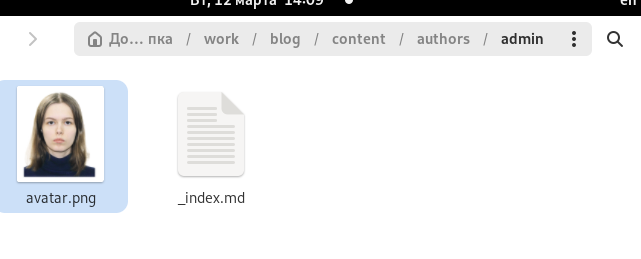 Вт, 12 марта 14:09 en
До... пка / work / blog / content / authors / admin
avatar.png _index.md